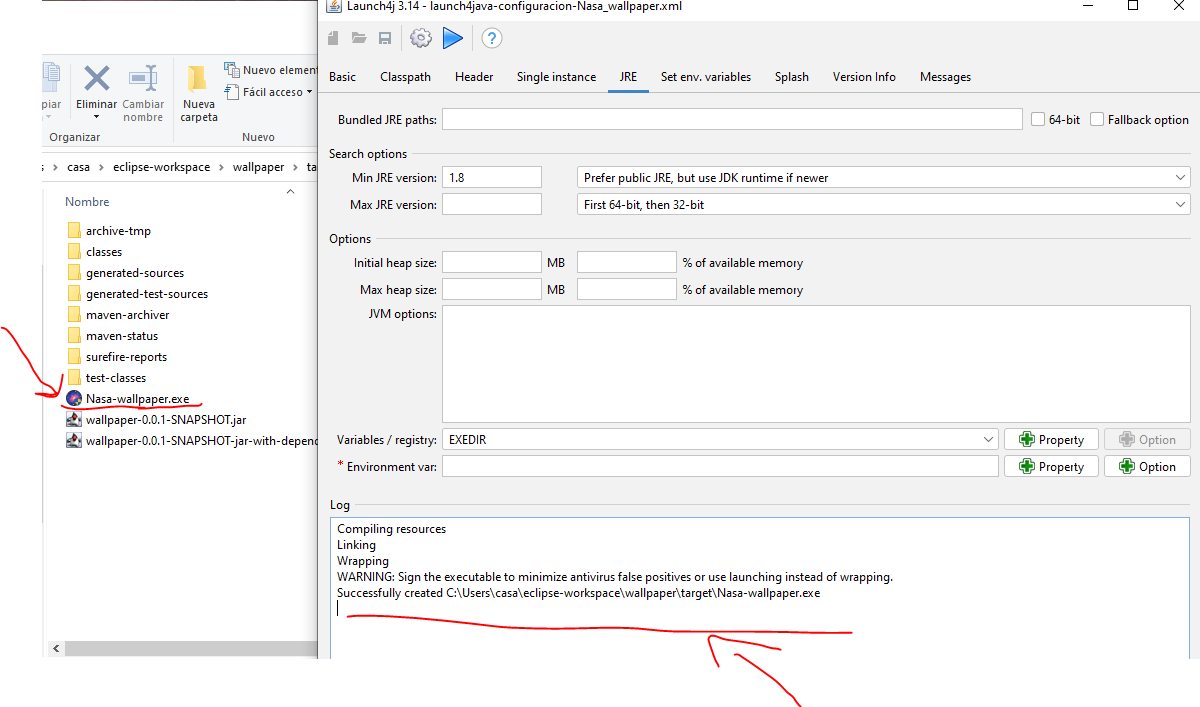 Launch4j 3.14 - launch4java-configuracion-Nasa_wallpaper.xml
piar
Eliminar
Cambiar nombre
Nueva carpeta
Nuevo element
Fácil acceso
Organizar
Nuevo
s > casa > eclipse-workspace > wallpaper > ta
Nombre
archive-tmp
classes
generated-sources
generated-test-sources
maven-archiver
maven-status
surefire-reports
test-classes
Nasa-wallpaper.exe
wallpaper-0.0.1-SNAPSHOT.jar
wallpaper-0.0.1-SNAPSHOT-jar-with-depend
Basic Classpath Header Single instance JRE Set env. variables Splash Version Info Messages
Bundled JRE paths: 64-bit Fallback option
Search options
Min JRE version: 1.8 Prefer public JRE, but use JDK runtime if newer
Max JRE version: First 64-bit, then 32-bit
Options
Initial heap size: MB % of available memory
Max heap size: MB % of available memory
JVM options:
Variables / registry: EXEDIR Property Option
* Environment var: Property Option
Log
Compiling resources
Linking
Wrapping
WARNING: Sign the executable to minimize antivirus false positives or use launching instead of wrapping.
Successfully created C:\Users\casa\eclipse-workspace\wallpaper\target\Nasa-wallpaper.exe